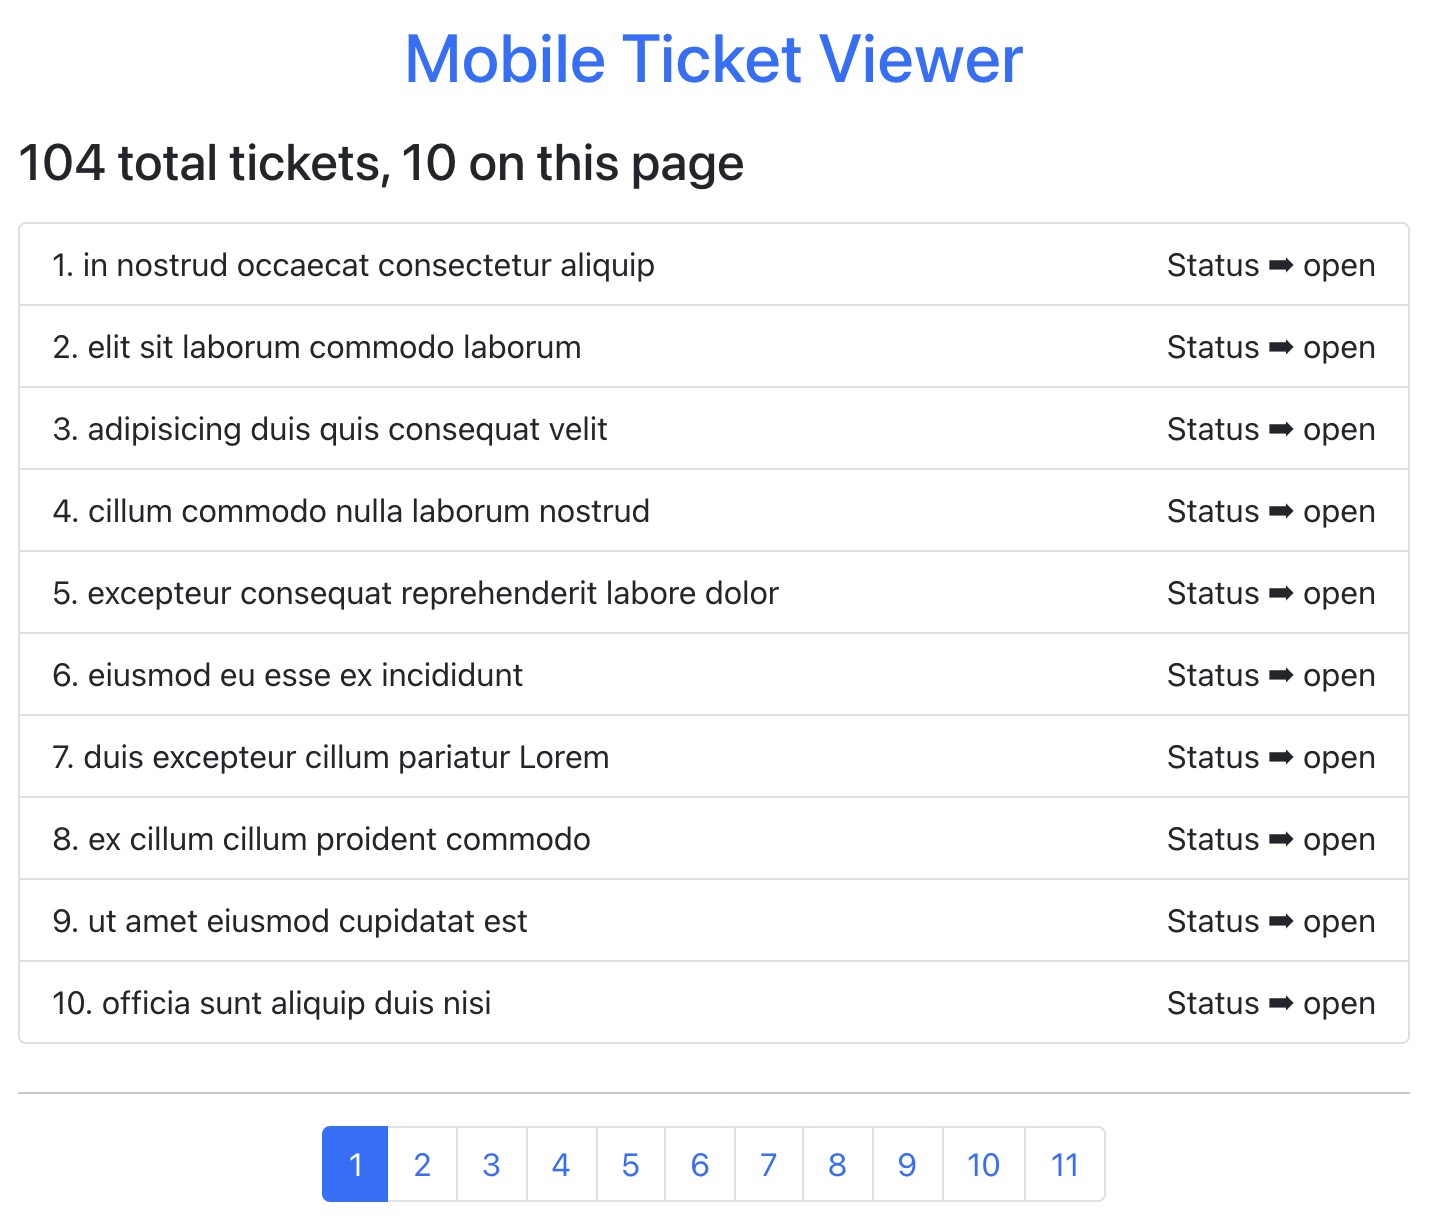 Mobile Ticket Viewer
104 total tickets, 10 on this page
1. in nostrud occaecat consectetur aliquip Status ➡ open
2. elit sit laborum commodo laborum Status ➡ open
3. adipisicing duis quis consequat velit Status ➡ open
4. cillum commodo nulla laborum nostrud Status ➡ open
5. excepteur consequat reprehenderit labore dolor Status ➡ open
6. eiusmod eu esse ex incididunt Status ➡ open
7. duis excepteur cillum pariatur Lorem Status ➡ open
8. ex cillum cillum proident commodo Status ➡ open
9. ut amet eiusmod cupidatat est Status ➡ open
10. officia sunt aliquip duis nisi Status ➡ open
1 2 3 4 5 6 7 8 9 10 11